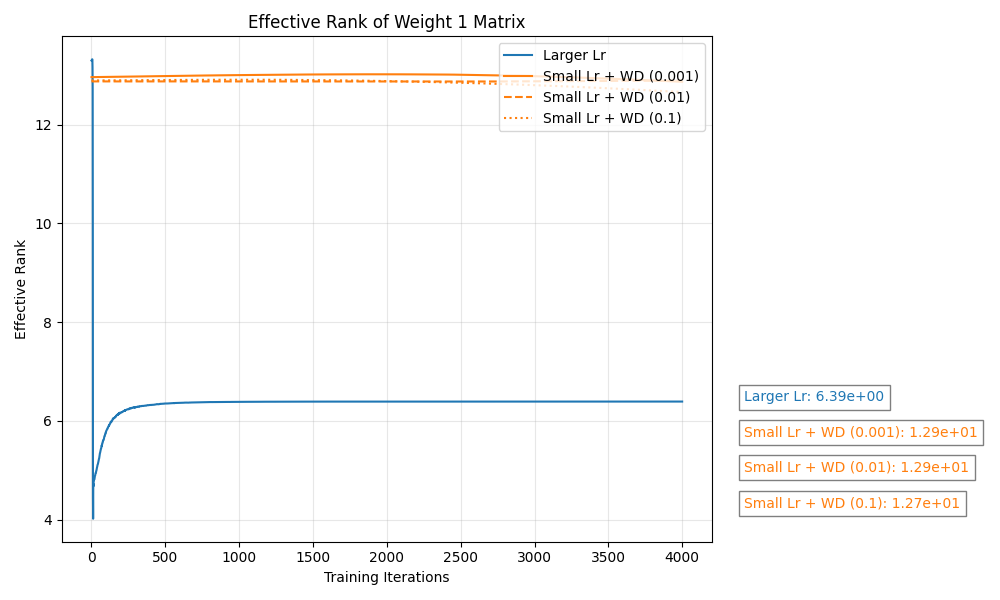 Effective Rank of Weight 1 Matrix
Larger Lr
Small Lr + WD (0.001)
Small Lr + WD (0.01)
Small Lr + WD (0.1)
12
10
8
6
4
Effective Rank
0 500 1000 1500 2000 2500 3000 3500 4000
Training Iterations
Larger Lr: 6.39e+00
Small Lr + WD (0.001): 1.29e+01
Small Lr + WD (0.01): 1.29e+01
Small Lr + WD (0.1): 1.27e+01